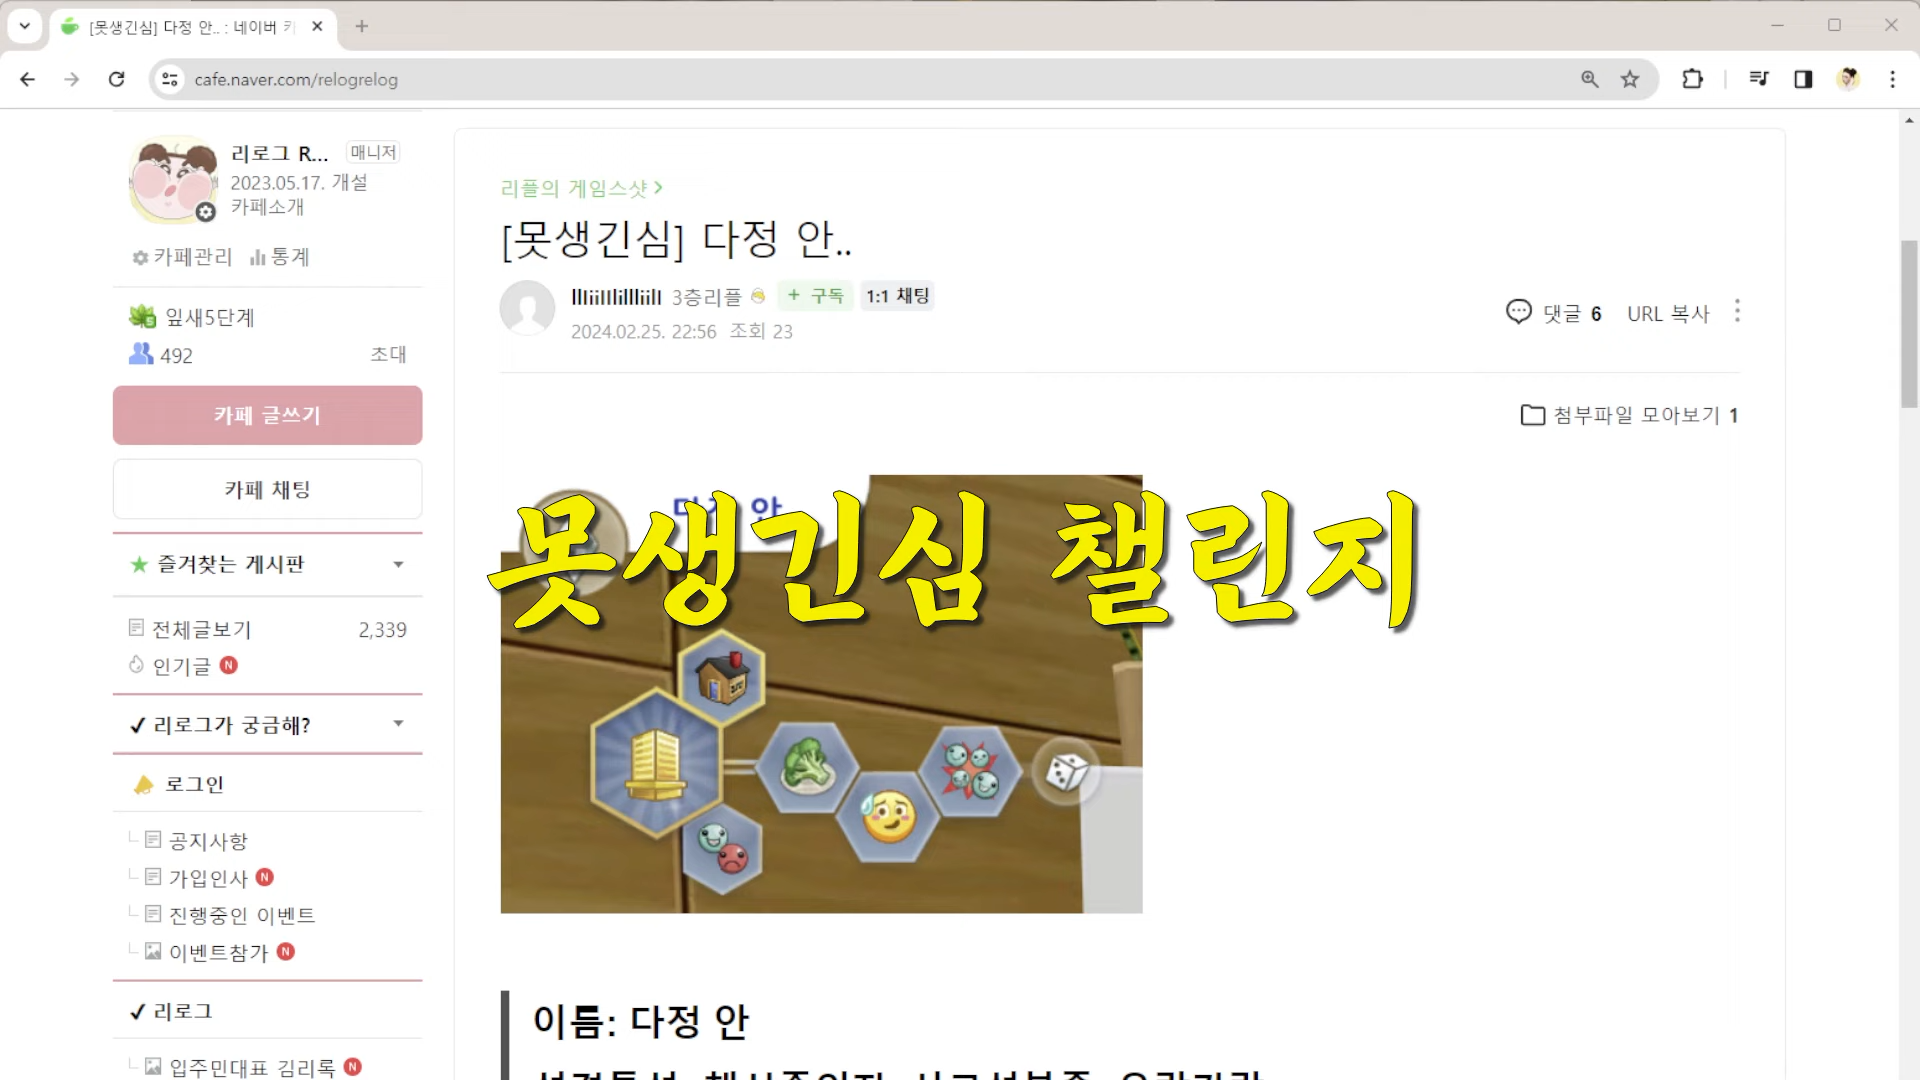 [못생긴심] 다정 안.. : 네이버 카
cafe.naver.com/relogrelog
리로그 R... 매니저
2023.05.17. 개설
카페소개
카페관리 통계
잎새5단계
492 초대
카페 글쓰기
카페 채팅
즐겨찾는 게시판
전체글보기 2,339
인기글 N
✓ 리로그가 궁금해?
로그인
공지사항
가입인사 N
진행중인 이벤트
이벤트참가 N
✓ 리로그
입주민대표 김리록 N
리플의 게임스샷 >
[못생긴심] 다정 안..
3층리플 + 구독 1:1 채팅
2024.02.25. 22:56 조회 23
댓글 6 URL 복사
첨부파일 모아보기 1
다정 안
못생긴심 챌린지
이름: 다정 안